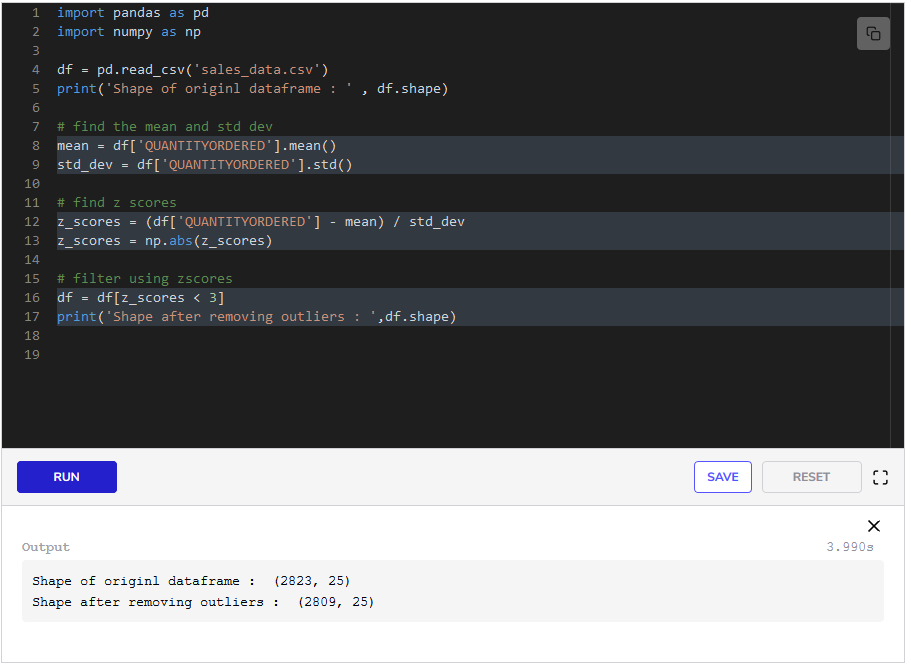 1 import pandas as pd
2 import numpy as np
3
4 df = pd.read_csv('sales_data.csv')
5 print('Shape of originl dataframe : ' , df.shape)
6
7 # find the mean and std dev
8 mean = df['QUANTITYORDERED'].mean()
9 std_dev = df['QUANTITYORDERED'].std()
10
11 # find z scores
12 z_scores = (df['QUANTITYORDERED'] - mean) / std_dev
13 z_scores = np.abs(z_scores)
14
15 # filter using zscores
16 df = df[z_scores < 3]
17 print('Shape after removing outliers : ',df.shape)
18
19
RUN SAVE RESET
Output 3.990s
Shape of originl dataframe :  (2823, 25)
Shape after removing outliers :  (2809, 25)